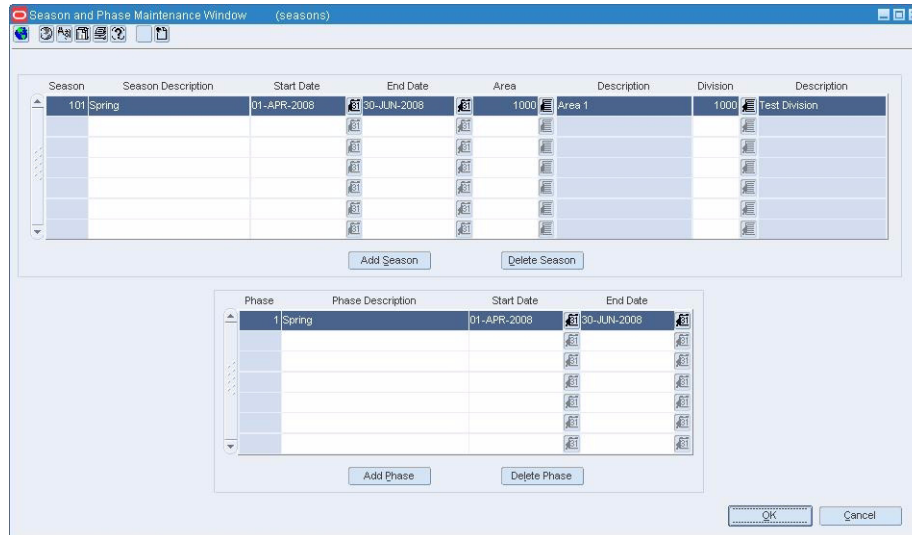 Season and Phase Maintenance Window (seasons)
Season Season Description Start Date End Date Area Description Division Description
101 Spring 01-APR-2008 30-JUN-2008 1000 Area 1 1000 Test Division
Add Season Delete Season
Phase Phase Description Start Date End Date
1 Spring 01-APR-2008 30-JUN-2008
Add Phase Delete Phase
OK Cancel